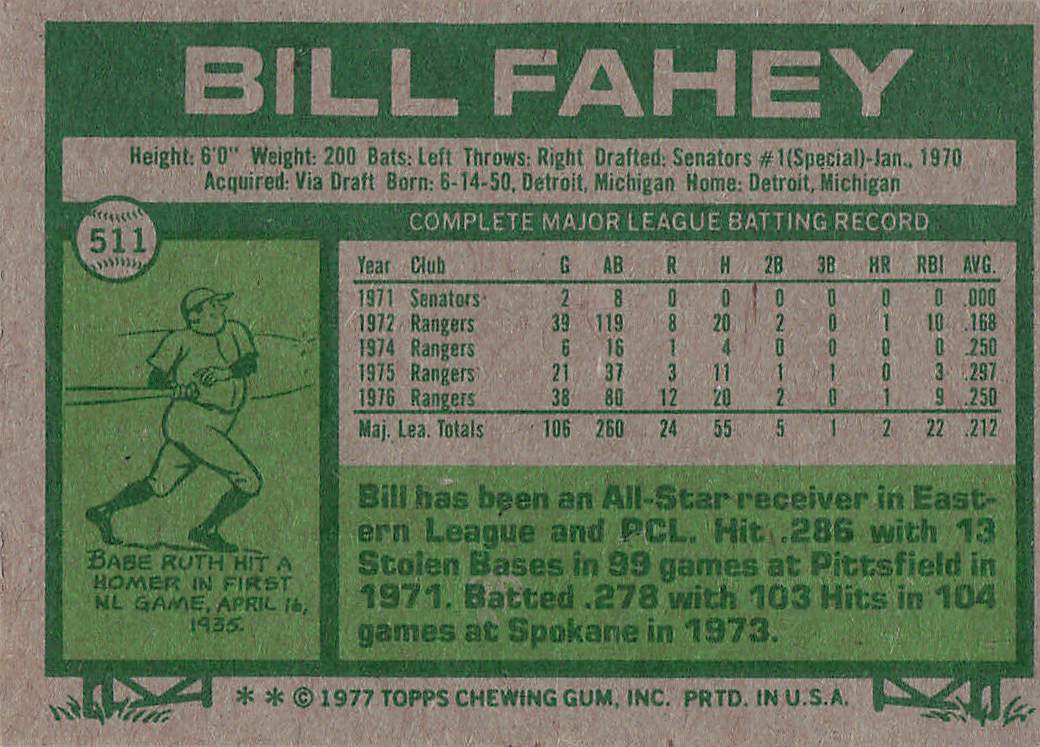 BILL FAHEY
Height: 6'0" Weight: 200 Bats: Left Throws: Right Drafted: Senators #1(Special)-Jan., 1970
Acquired: Via Draft Born: 6-14-50, Detroit, Michigan Home: Detroit, Michigan
511
COMPLETE MAJOR LEAGUE BATTING RECORD
Year Club G AB R H 2B 3B HR RBI AVG.
1971 Senators 2 8 0 0 0 0 0 0 .000
1972 Rangers 39 119 8 20 2 0 1 10 .168
1974 Rangers 6 16 1 4 0 0 0 0 .250
1975 Rangers 21 37 3 11 1 1 0 3 .297
1976 Rangers 38 80 12 20 2 0 1 9 .250
Maj. Lea. Totals 106 260 24 55 5 1 2 22 .212
Bill has been an All-Star receiver in East-
ern League and PCL. Hit .286 with 13
Stolen Bases in 99 games at Pittsfield in
1971. Batted .278 with 103 Hits in 104
games at Spokane in 1973.
BABE RUTH HIT A
HOMER IN FIRST
NL GAME, APRIL 16,
1935.
* * © 1977 TOPPS CHEWING GUM, INC. PRTD. IN U.S.A.